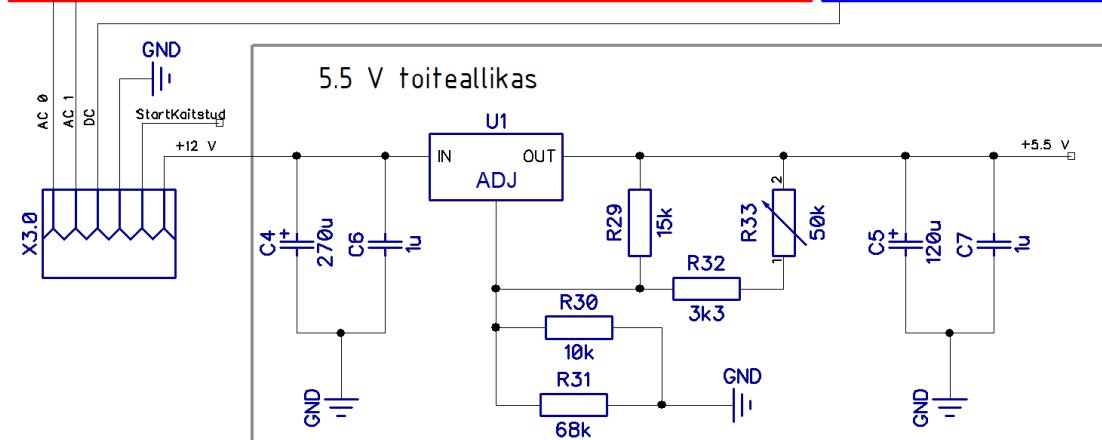 GND
5.5 V toiteallikas
AC 0
AC 1
DC
StartKaitstud
+12 V
X3.0
U1
IN
OUT
ADJ
+5.5 V
C4
+
270u
C6
1u
R29
15k
R33
2
1
50k
C5
+
120u
C7
1u
R32
3k3
R30
10k
R31
68k
GND
GND
GND